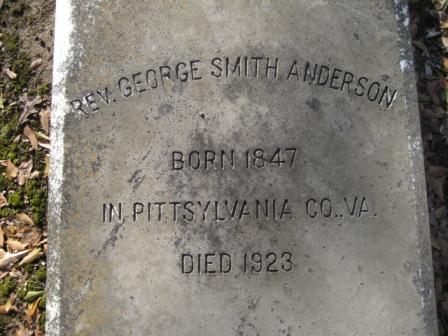 REV. GEORGE SMITH ANDERSON
BORN 1847
IN PITTSYLVANIA CO., VA.
DIED 1923